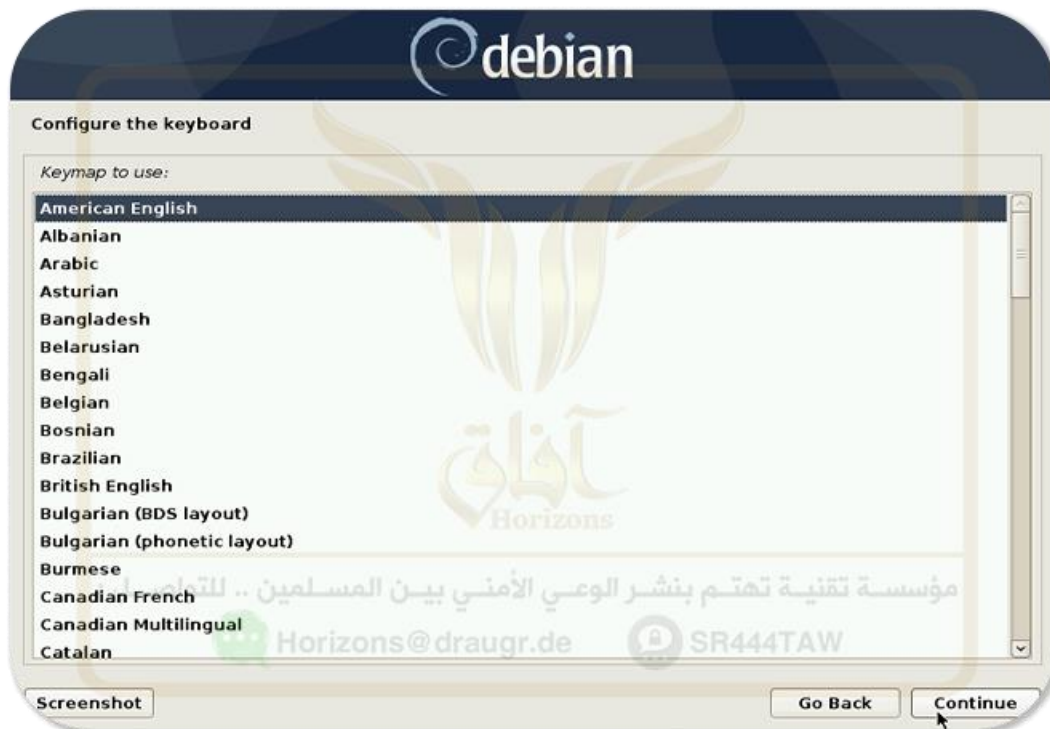 debian
Configure the keyboard
Keymap to use:
American English
Albanian
Arabic
Asturian
Bangladesh
Belarusian
Bengali
Belgian
Bosnian
Brazilian
British English
Bulgarian (BDS layout)
Bulgarian (phonetic layout)
Burmese
Canadian French
Canadian Multilingual
Catalan
آفاق
Horizons
مؤسسة تقنية تهتم بنشر الوعي الأمني بين المسلمين .. للتواصل
Horizons@draugr.de SR444TAW
Screenshot Go Back Continue